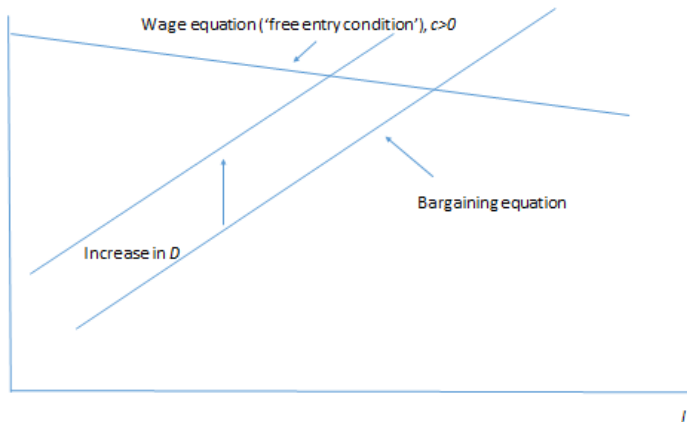 Wage equation ('free entry condition'), c>0
Bargaining equation
Increase in D